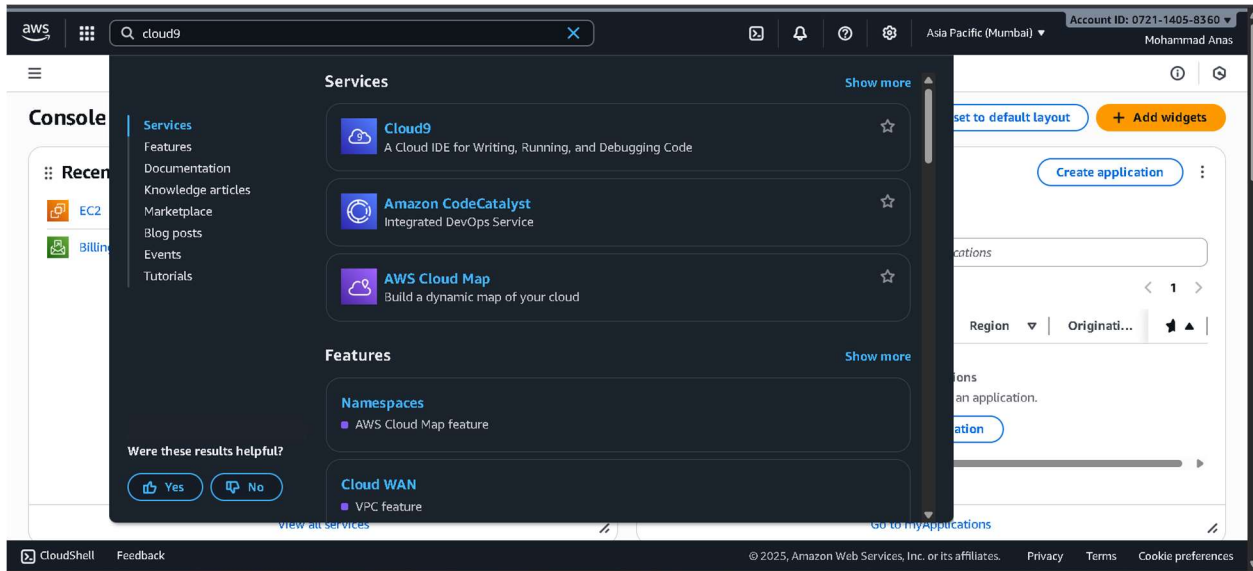 aws
cloud9
Asia Pacific (Mumbai) ▼
Account ID: 0721-1405-8360 ▼
Mohammad Anas
Console
set to default layout
+ Add widgets
Recen
EC2
Billing
Services
Features
Documentation
Knowledge articles
Marketplace
Blog posts
Events
Tutorials
Were these results helpful?
Yes
No
Services
Show more
Cloud9
A Cloud IDE for Writing, Running, and Debugging Code
Amazon CodeCatalyst
Integrated DevOps Service
AWS Cloud Map
Build a dynamic map of your cloud
Features
Show more
Namespaces
AWS Cloud Map feature
Cloud WAN
VPC feature
Create application
cations
1
Region
Originati...
ions
an application.
ation
View all services
Go to myApplications
CloudShell
Feedback
© 2025, Amazon Web Services, Inc. or its affiliates.
Privacy
Terms
Cookie preferences